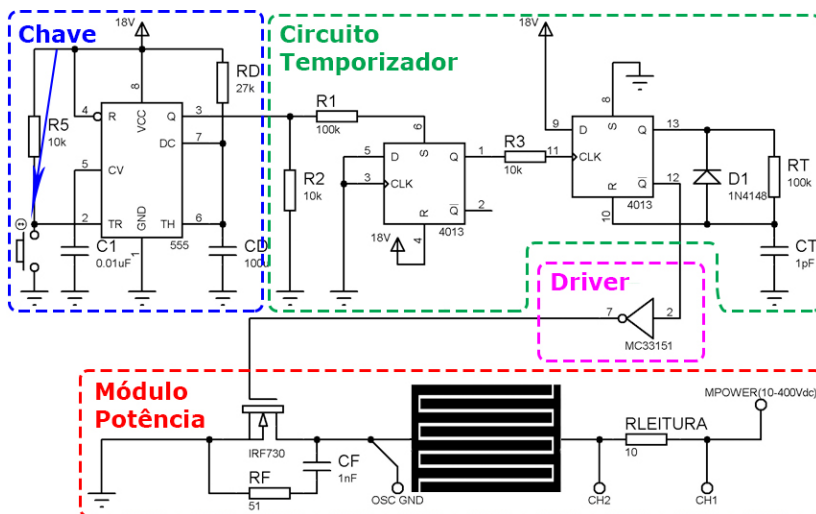 Chave
18V
R5
10k
4
R
8
VCC
Q
3
DC
7
RD
27k
5
CV
2
TR
GND
1
TH
6
555
C1
0.01uF
CD
100u
Circuito
Temporizador
R1
100k
R2
10k
6
5
D
S
Q
1
3
CLK
Q
2
R
4
4013
18V
R3
10k
18V
9
D
8
S
Q
13
11
CLK
Q
12
R
10
4013
D1
1N4148
RT
100k
CT
1pF
Driver
7
2
MC33151
Módulo
Potência
IRF730
RF
51
CF
1nF
OSC GND
RLEITURA
10
MPOWER(10-400Vdc)
CH2
CH1